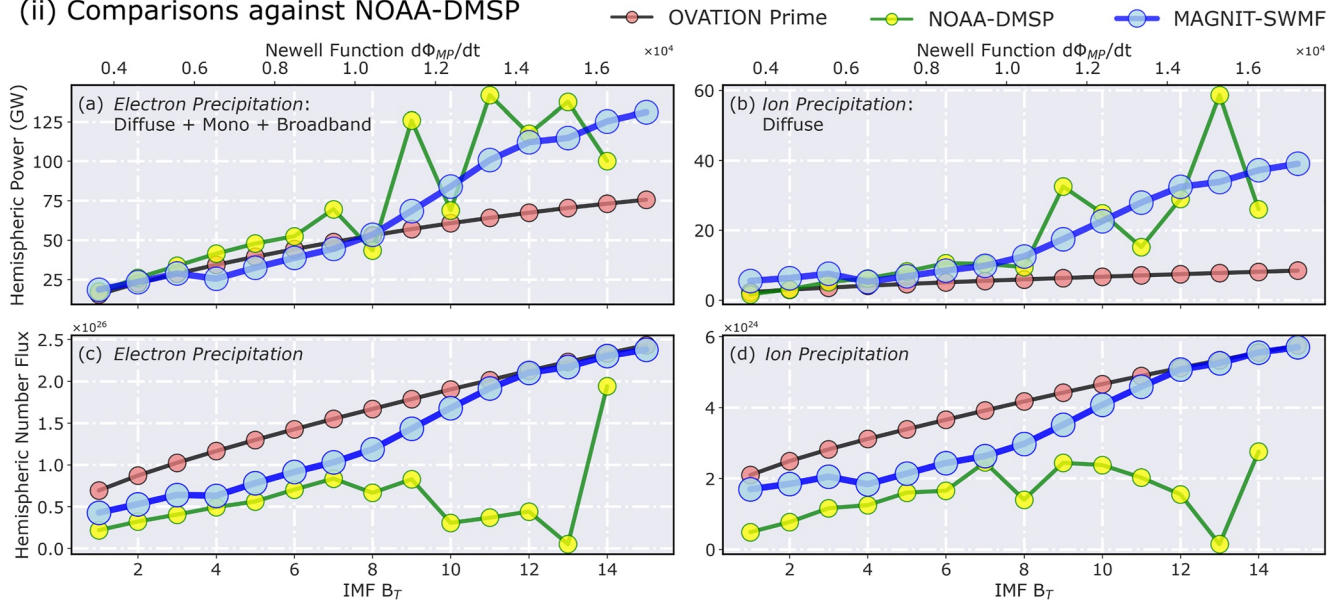 (ii) Comparisons against NOAA-DMSP
OVATION Prime
NOAA-DMSP
MAGNIT-SWMF
Newell Function dΦ_MP/dt
×10⁴
0.4 0.6 0.8 1.0 1.2 1.4 1.6
Newell Function dΦ_MP/dt
×10⁴
0.4 0.6 0.8 1.0 1.2 1.4 1.6
Hemispheric Power (GW)
125
100
75
50
25
(a) Electron Precipitation:
Diffuse + Mono + Broadband
60
40
20
0
(b) Ion Precipitation:
Diffuse
Hemispheric Number Flux
×10²⁶
2.5
2.0
1.5
1.0
0.5
0.0
(c) Electron Precipitation
2 4 6 8 10 12 14
IMF B_T
×10²⁴
6
4
2
0
(d) Ion Precipitation
2 4 6 8 10 12 14
IMF B_T